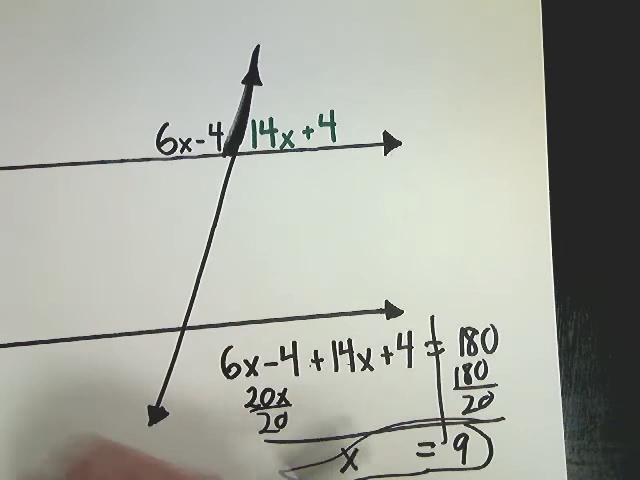 6x-4 14x+4
6x-4+14x+4 = 180
20x 180
20 20
x = 9